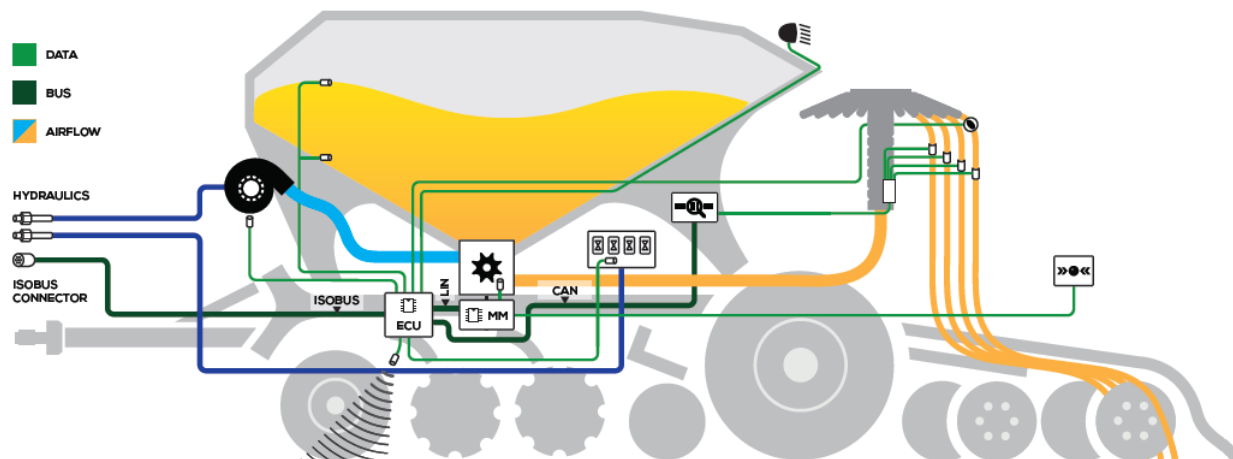 DATA
BUS
AIRFLOW
HYDRAULICS
ISOBUS
CONNECTOR
ISOBUS
ECU
LIN
MM
CAN